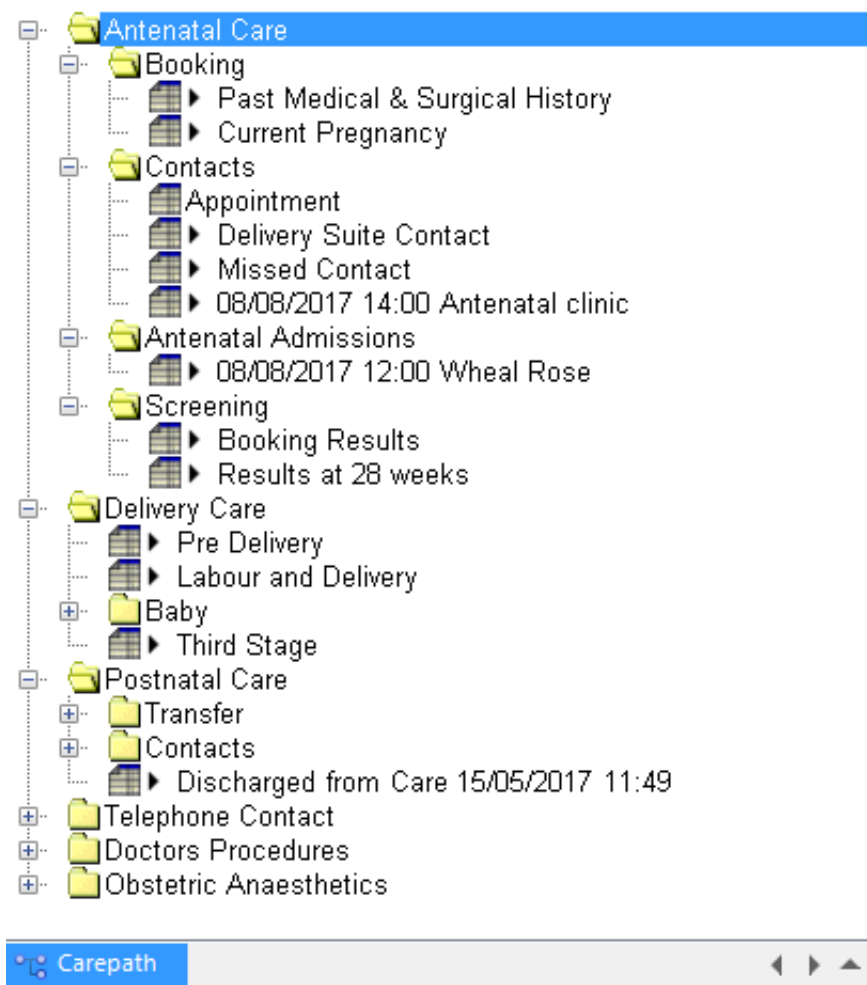 Antenatal Care
Booking
Past Medical & Surgical History
Current Pregnancy
Contacts
Appointment
Delivery Suite Contact
Missed Contact
08/08/2017 14:00 Antenatal clinic
Antenatal Admissions
08/08/2017 12:00 Wheal Rose
Screening
Booking Results
Results at 28 weeks
Delivery Care
Pre Delivery
Labour and Delivery
Baby
Third Stage
Postnatal Care
Transfer
Contacts
Discharged from Care 15/05/2017 11:49
Telephone Contact
Doctors Procedures
Obstetric Anaesthetics
Carepath